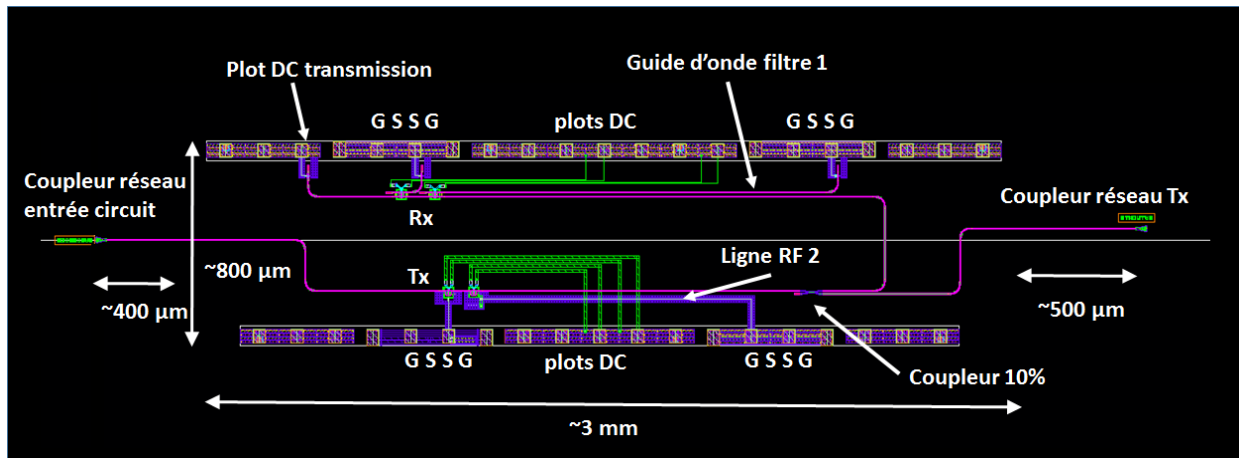 Plot DC transmission
Guide d'onde filtre 1
G S S G
plots DC
G S S G
Coupleur réseau
entrée circuit
Rx
Coupleur réseau Tx
~800 µm
Tx
Ligne RF 2
~400 µm
~500 µm
G S S G
plots DC
G S S G
Coupleur 10%
~3 mm